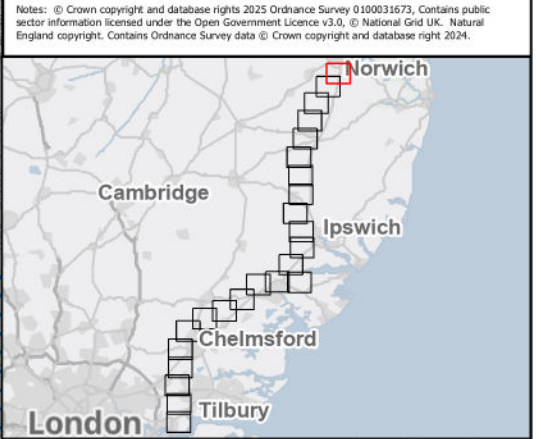 Notes: © Crown copyright and database rights 2025 Ordnance Survey 0100031673, Contains public
sector information licensed under the Open Government Licence v3.0, © National Grid UK. Natural
England copyright. Contains Ordnance Survey data © Crown copyright and database right 2024.
Norwich
Cambridge
Ipswich
Chelmsford
Tilbury
London